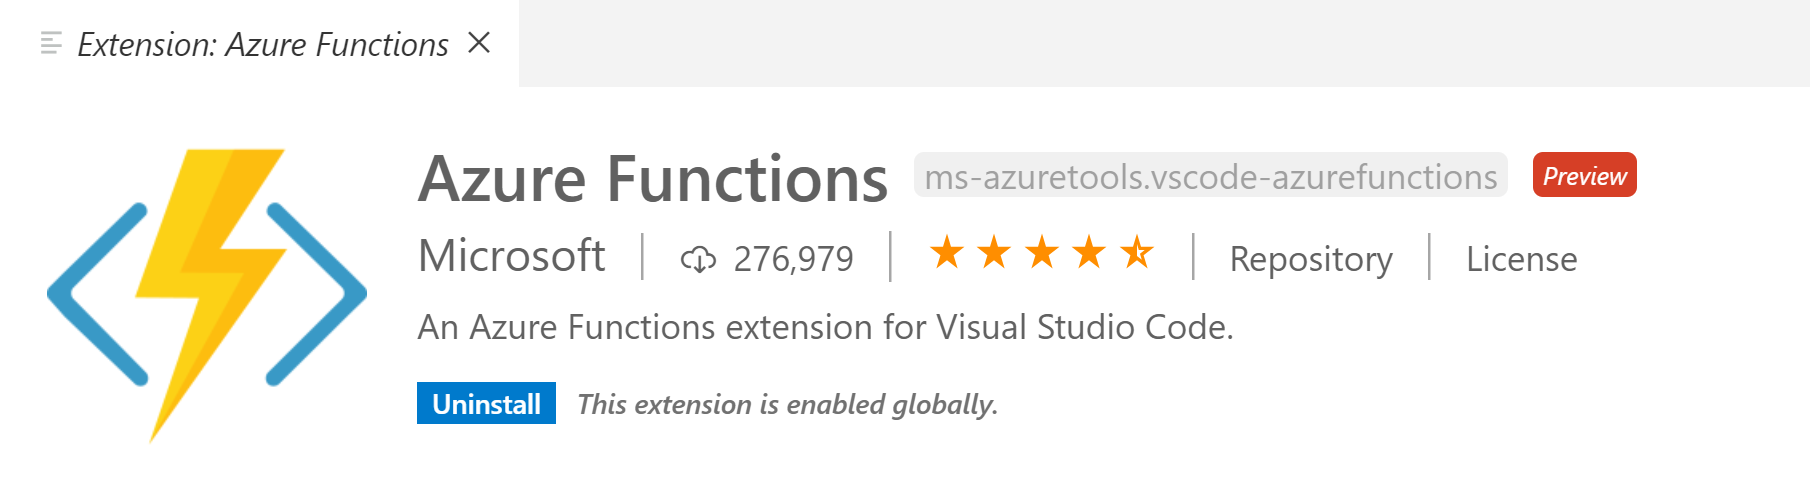 Extension: Azure Functions
Azure Functions ms-azuretools.vscode-azurefunctions Preview
Microsoft 276,979 Repository License
An Azure Functions extension for Visual Studio Code.
Uninstall This extension is enabled globally.